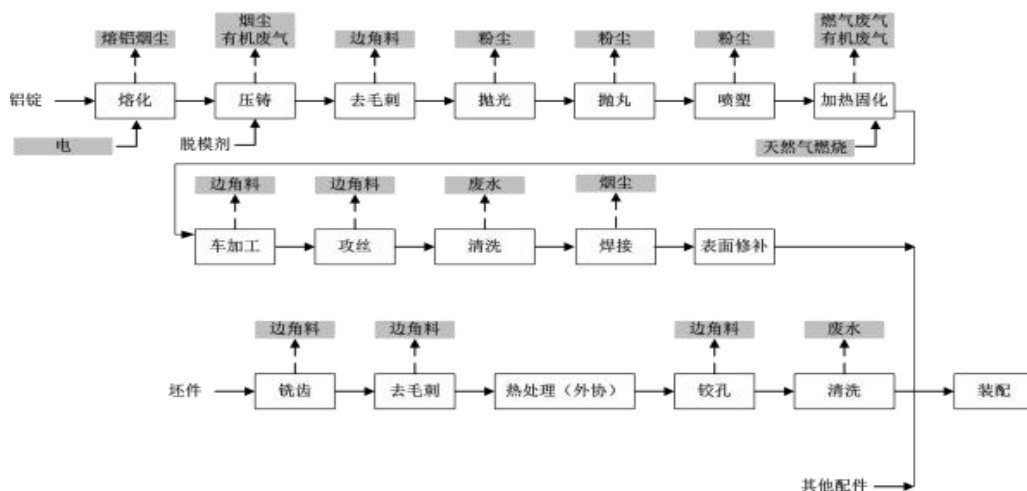 熔铝烟尘
烟尘
有机废气
边角料
粉尘
粉尘
粉尘
燃气废气
有机废气
铝锭
熔化
压铸
去毛刺
抛光
抛丸
喷塑
加热固化
电
脱模剂
天然气燃烧
边角料
边角料
废水
烟尘
车加工
攻丝
清洗
焊接
表面修补
边角料
边角料
边角料
废水
坯件
铣齿
去毛刺
热处理（外协）
铰孔
清洗
装配
其他配件